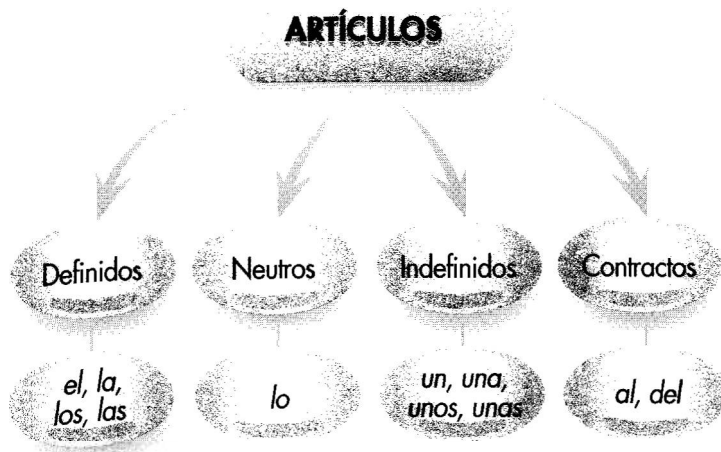 ARTÍCULOS
Definidos
Neutros
Indefinidos
Contractos
el, la,
los, las
lo
un, una,
unos, unas
al, del